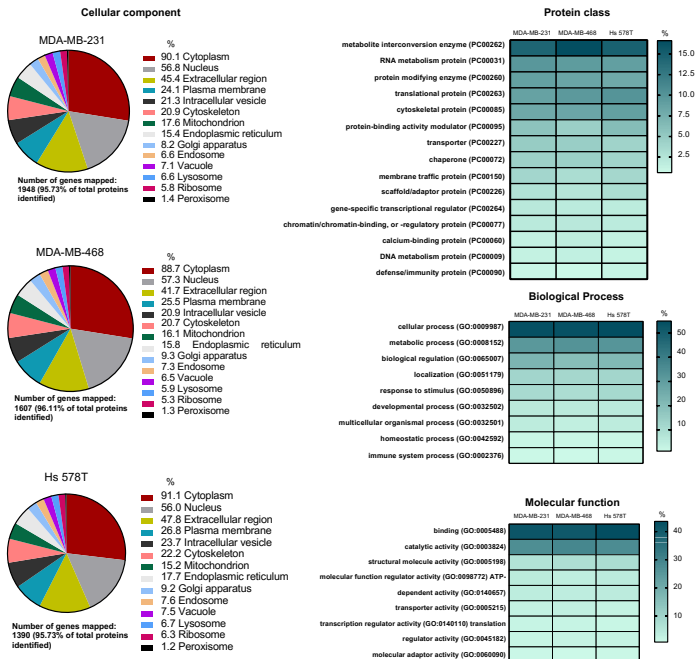 Cellular component
MDA-MB-231
%
90.1 Cytoplasm
56.8 Nucleus
45.4 Extracellular region
24.1 Plasma membrane
21.3 Intracellular vesicle
20.9 Cytoskeleton
17.6 Mitochondrion
15.4 Endoplasmic reticulum
8.2 Golgi apparatus
6.6 Endosome
7.1 Vacuole
6.6 Lysosome
5.8 Ribosome
1.4 Peroxisome
Number of genes mapped:
1948 (95.73% of total proteins
identified)
MDA-MB-468
%
88.7 Cytoplasm
57.3 Nucleus
41.7 Extracellular region
25.5 Plasma membrane
20.9 Intracellular vesicle
20.7 Cytoskeleton
16.1 Mitochondrion
15.8 Endoplasmic reticulum
9.3 Golgi apparatus
7.3 Endosome
6.5 Vacuole
5.9 Lysosome
5.3 Ribosome
1.3 Peroxisome
Number of genes mapped:
1607 (96.11% of total proteins
identified)
Hs 578T
%
91.1 Cytoplasm
56.0 Nucleus
47.8 Extracellular region
26.8 Plasma membrane
23.7 Intracellular vesicle
22.2 Cytoskeleton
15.2 Mitochondrion
17.7 Endoplasmic reticulum
9.2 Golgi apparatus
7.6 Endosome
7.5 Vacuole
6.7 Lysosome
6.3 Ribosome
1.2 Peroxisome
Number of genes mapped:
1390 (95.73% of total proteins
identified)
Protein class
MDA-MB-231 MDA-MB-468 Hs 578T
%
metabolite interconversion enzyme (PC00262)
RNA metabolism protein (PC00031)
protein modifying enzyme (PC00260)
translational protein (PC00263)
cytoskeletal protein (PC00085)
protein-binding activity modulator (PC00095)
transporter (PC00227)
chaperone (PC00072)
membrane traffic protein (PC00150)
scaffold/adaptor protein (PC00226)
gene-specific transcriptional regulator (PC00264)
chromatin/chromatin-binding, or -regulatory protein (PC00077)
calcium-binding protein (PC00060)
DNA metabolism protein (PC00009)
defense/immunity protein (PC00090)
15.0
12.5
10.0
7.5
5.0
2.5
Biological Process
MDA-MB-231 MDA-MB-468 Hs 578T
%
cellular process (GO:0009987)
metabolic process (GO:0008152)
biological regulation (GO:0065007)
localization (GO:0051179)
response to stimulus (GO:0050896)
developmental process (GO:0032502)
multicellular organismal process (GO:0032501)
homeostatic process (GO:0042592)
immune system process (GO:0002376)
50
40
30
20
10
Molecular function
MDA-MB-231 MDA-MB-468 Hs 578T
%
binding (GO:0005488)
catalytic activity (GO:0003824)
structural molecule activity (GO:0005198)
molecular function regulator activity (GO:0098772) ATP-
dependent activity (GO:0140657)
transporter activity (GO:0005215)
transcription regulator activity (GO:0140110) translation
regulator activity (GO:0045182)
molecular adaptor activity (GO:0060090)
40
30
20
10